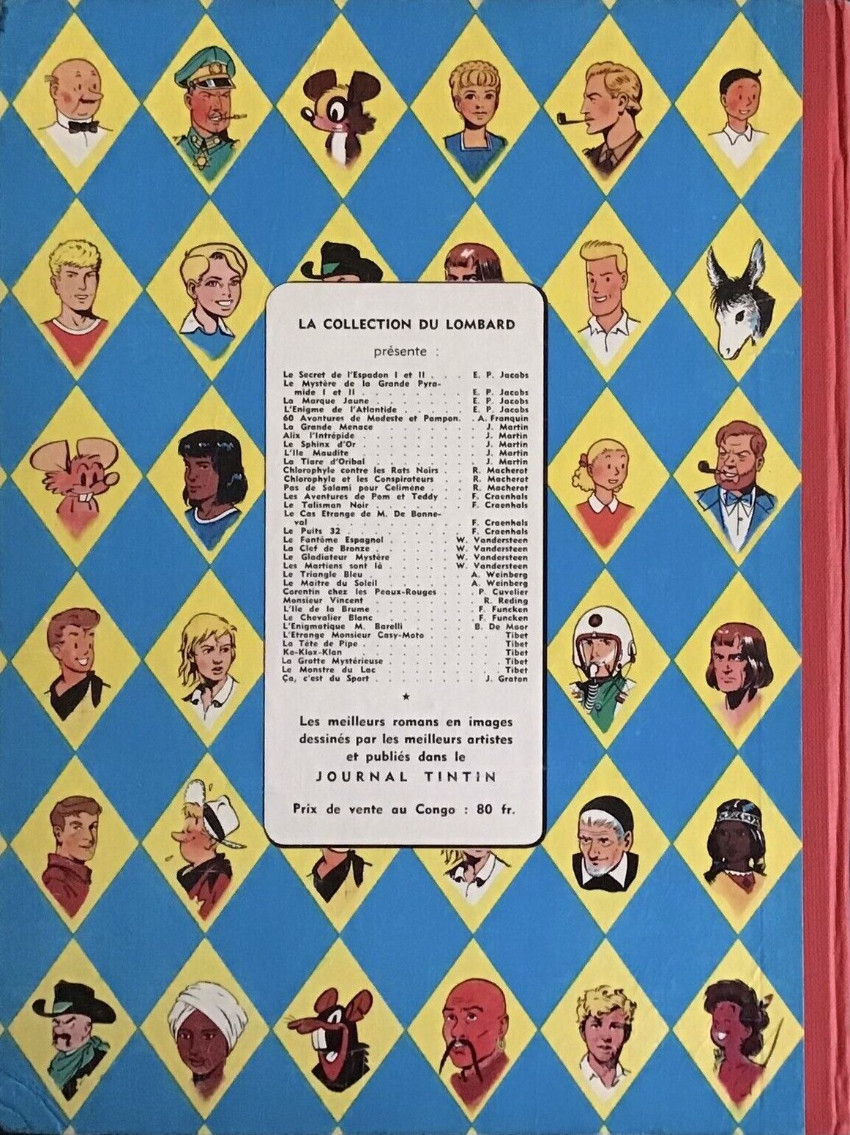 LA COLLECTION DU LOMBARD
présente :
Le Secret de l'Espadon I et II . . . E. P. Jacobs
Le Mystère de la Grande Pyra-
mide I et II . . . . . . . . E. P. Jacobs
La Marque Jaune . . . . . . . E. P. Jacobs
L'Enigme de l'Atlantide . . . . . E. P. Jacobs
60 Aventures de Modeste et Pompon. . A. Franquin
La Grande Menace . . . . . . . J. Martin
Alix l'Intrépide . . . . . . . . J. Martin
Le Sphinx d'Or . . . . . . . . J. Martin
L'Ile Maudite . . . . . . . . . J. Martin
La Tiare d'Oribal . . . . . . . . J. Martin
Chlorophyle contre les Rats Noirs . . R. Macherot
Chlorophyle et les Conspirateurs . . R. Macherot
Pas de Salami pour Celimène . . . R. Macherot
Les Aventures de Pom et Teddy . . F. Craenhals
Le Talisman Noir . . . . . . . F. Craenhals
Le Cas Etrange de M. De Bonne-
val . . . . . . . . . . . F. Craenhals
Le Puits 32 . . . . . . . . . F. Craenhals
Le Fantôme Espagnol . . . . . W. Vandersteen
La Clef de Bronze . . . . . . W. Vandersteen
Le Gladiateur Mystère . . . . . W. Vandersteen
Les Martiens sont là . . . . . . W. Vandersteen
Le Triangle Bleu . . . . . . . . A. Weinberg
Le Maître du Soleil . . . . . . . A. Weinberg
Corentin chez les Peaux-Rouges . . . P. Cuvelier
Monsieur Vincent . . . . . . . . R. Reding
L'Ile de la Brume . . . . . . . . F. Funcken
Le Chevalier Blanc . . . . . . . . F. Funcken
L'Enigmatique M. Barelli . . . . . B. De Moor
L'Etrange Monsieur Casy-Moto . . . . . Tibet
La Tête de Pipe . . . . . . . . . . Tibet
Ke-Klox-Klan . . . . . . . . . . . Tibet
La Grotte Mystérieuse . . . . . . . . Tibet
Le Monstre du Lac . . . . . . . . . Tibet
Ça, c'est du Sport . . . . . . . . J. Graton
★
Les meilleurs romans en images
dessinés par les meilleurs artistes
et publiés dans le
JOURNAL TINTIN
Prix de vente au Congo : 80 fr.